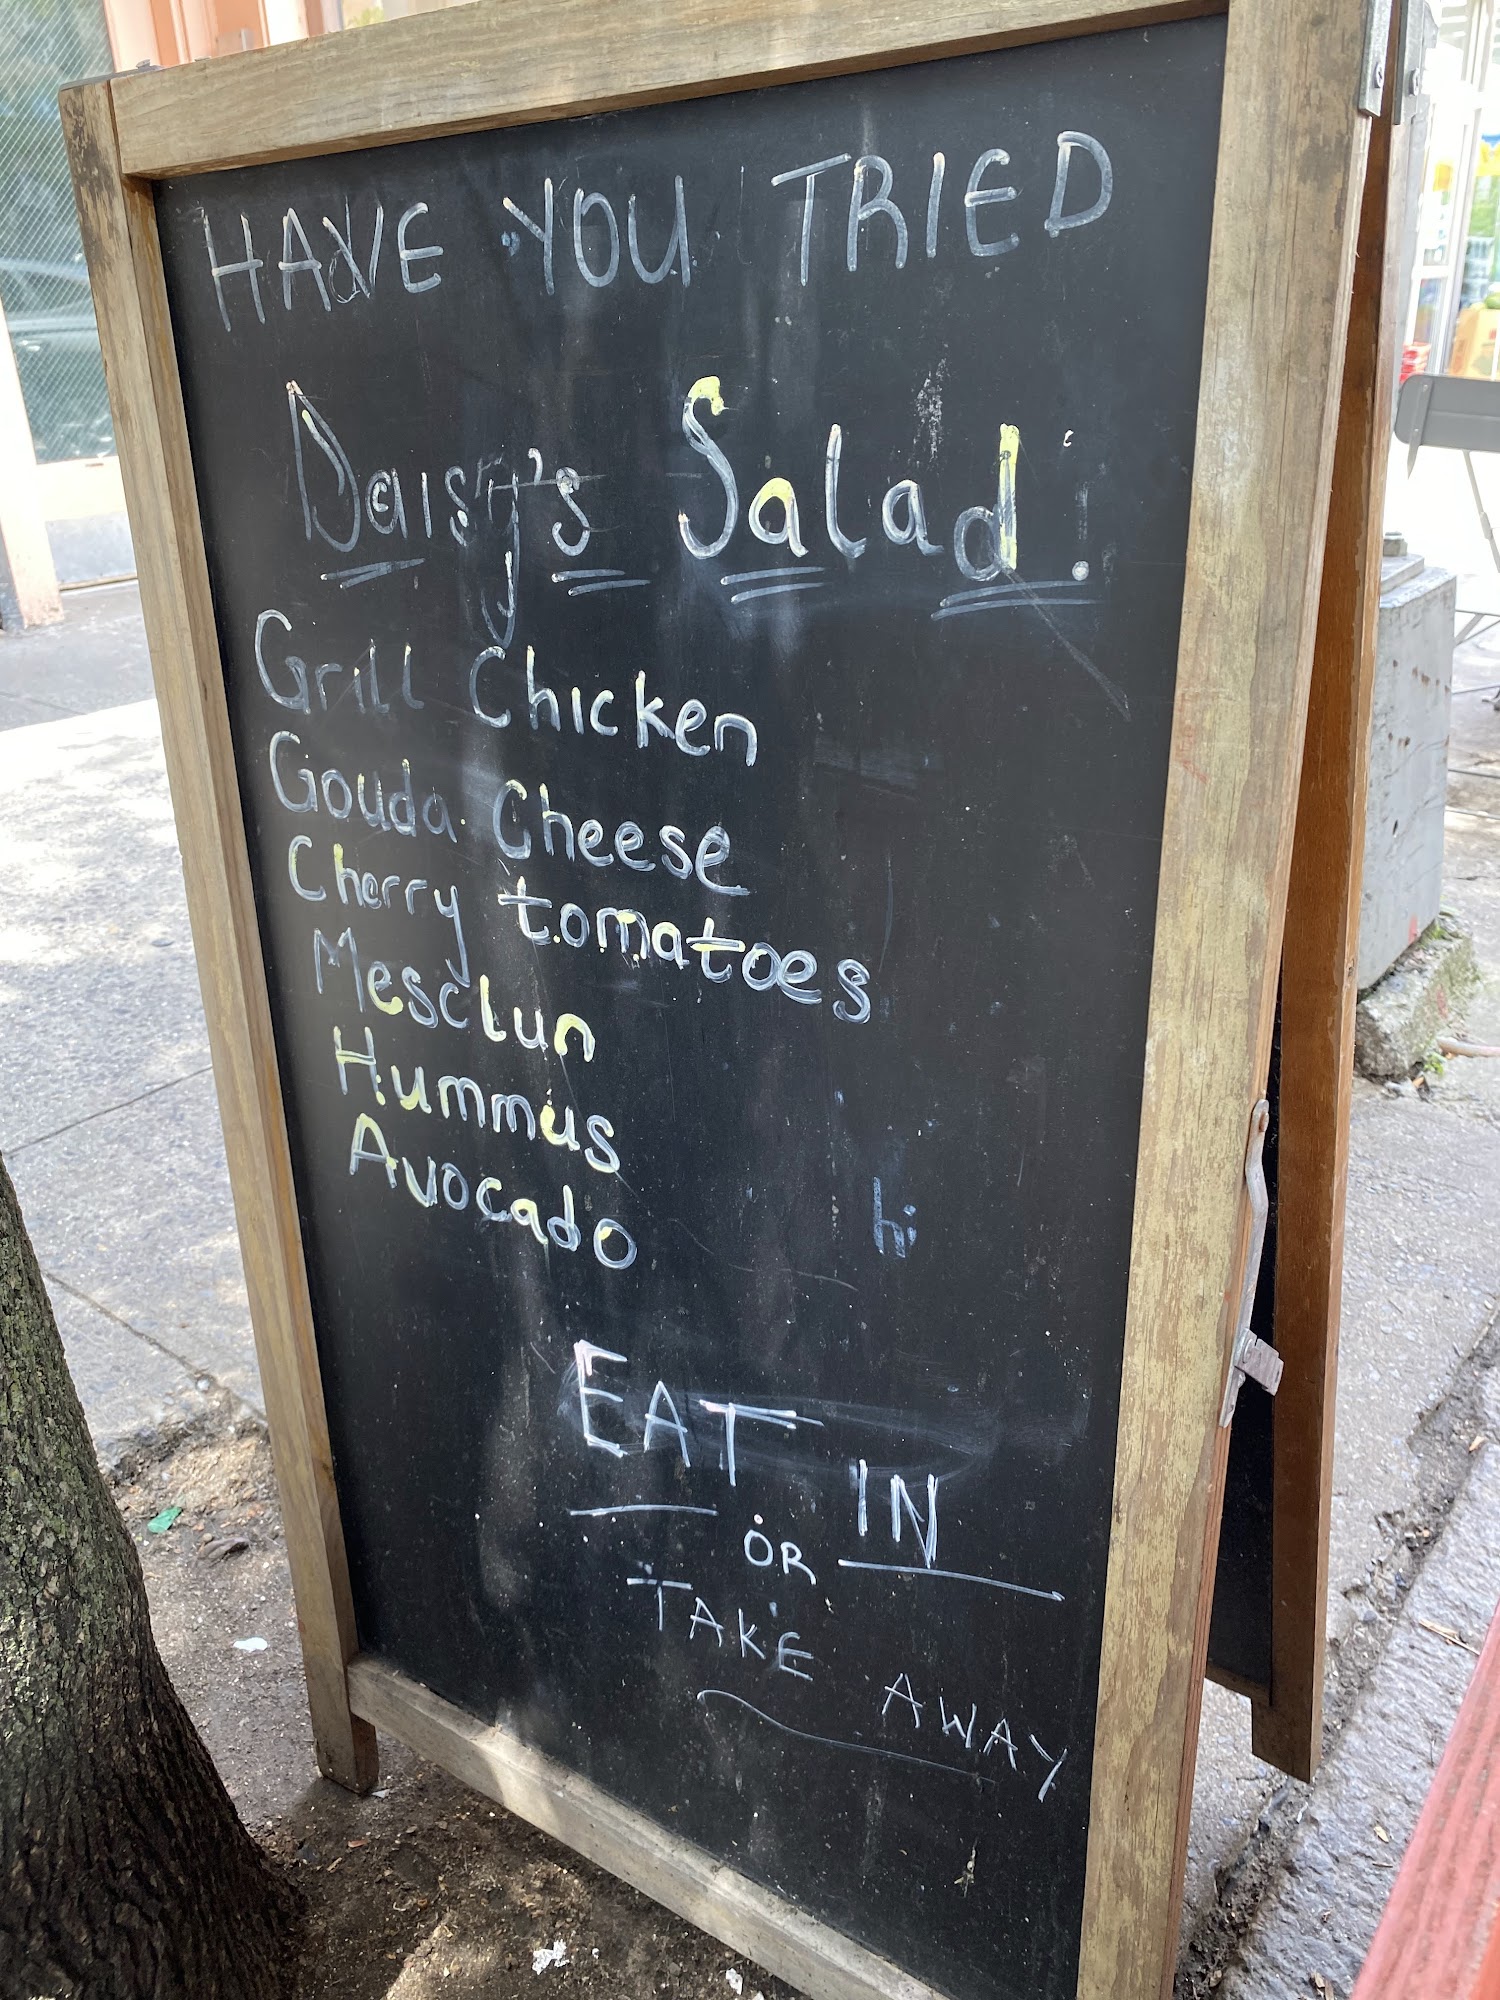 HAVE YOU TRIED
Daisy's Salad!
Grill Chicken
Gouda Cheese
Cherry tomatoes
Mesclun
Hummus
Avocado
hi
EAT IN
OR
TAKE AWAY